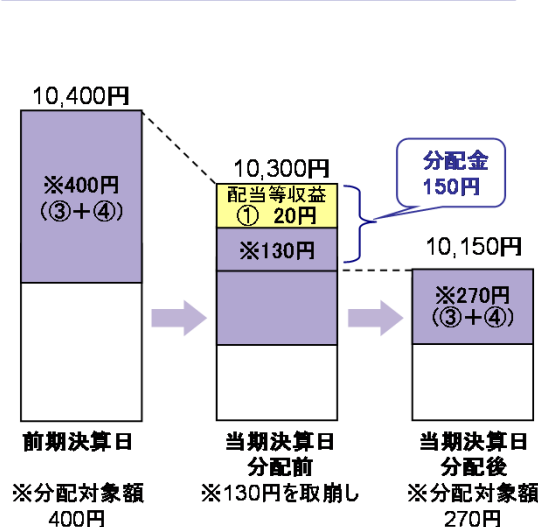 10,400円
※400円
(③+④)
前期決算日
※分配対象額
400円
10,300円
配当等収益
① 20円
※130円
当期決算日
分配前
※130円を取崩し
分配金
150円
10,150円
※270円
(③+④)
当期決算日
分配後
※分配対象額
270円